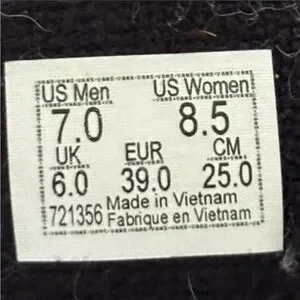 US Men US Women
7.0 8.5
UK EUR CM
6.0 39.0 25.0
721356 Made in Vietnam
Fabrique en Vietnam